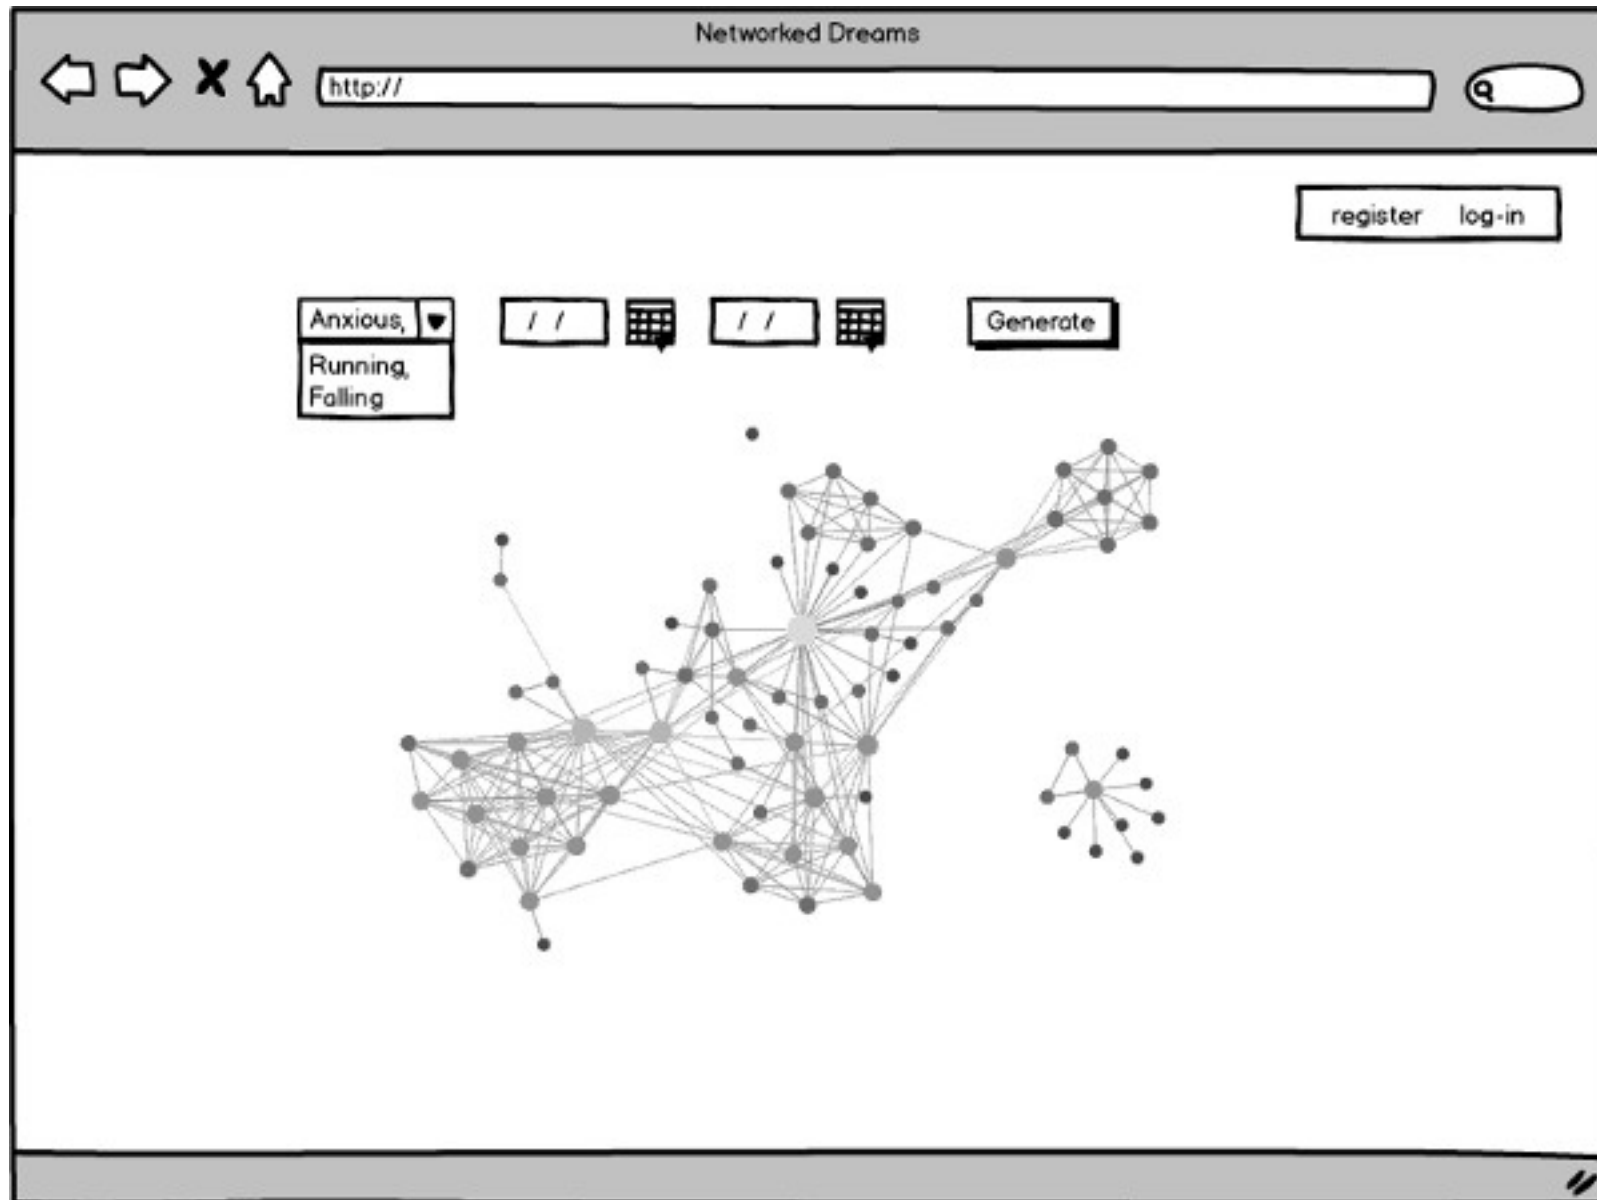 Networked Dreams
http://
register log-in
Anxious,
/ /
/ /
Generate
Running,
Falling